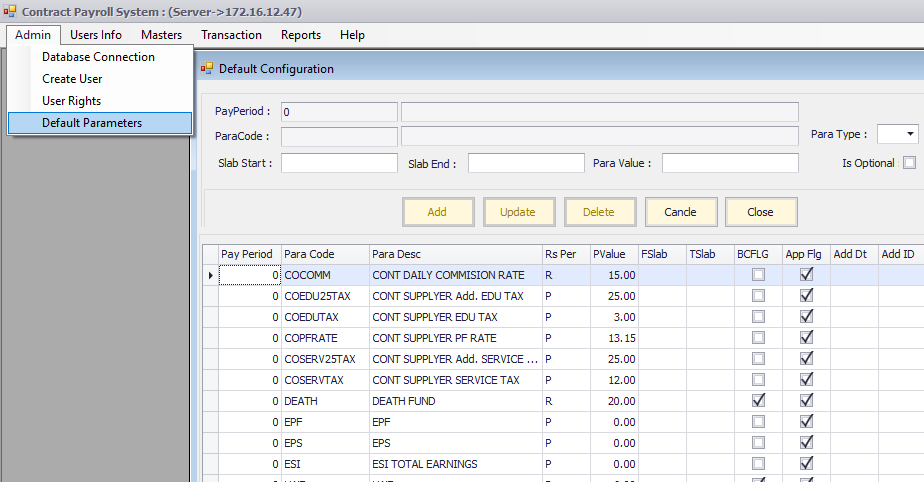 Contract Payroll System : (Server->172.16.12.47)
Admin Users Info Masters Transaction Reports Help
Database Connection
Create User
User Rights
Default Parameters
Default Configuration
PayPeriod : 0
ParaCode : Para Type :
Slab Start : Slab End : Para Value : Is Optional
Add Update Delete Cancle Close
Pay Period Para Code Para Desc Rs Per PValue FSlab TSlab BCFLG App Flg Add Dt Add ID
0 COCOMM CONT DAILY COMMISION RATE R 15.00
0 COEDU25TAX CONT SUPPLYER Add. EDU TAX P 25.00
0 COEDUTAX CONT SUPPLYER EDU TAX P 3.00
0 COPFRATE CONT SUPPLYER PF RATE P 13.15
0 COSERV25TAX CONT SUPPLYER Add. SERVICE ... P 25.00
0 COSERVTAX CONT SUPPLYER SERVICE TAX P 12.00
0 DEATH DEATH FUND R 20.00
0 EPF EPF P 0.00
0 EPS EPS P 0.00
0 ESI ESI TOTAL EARNINGS P 0.00